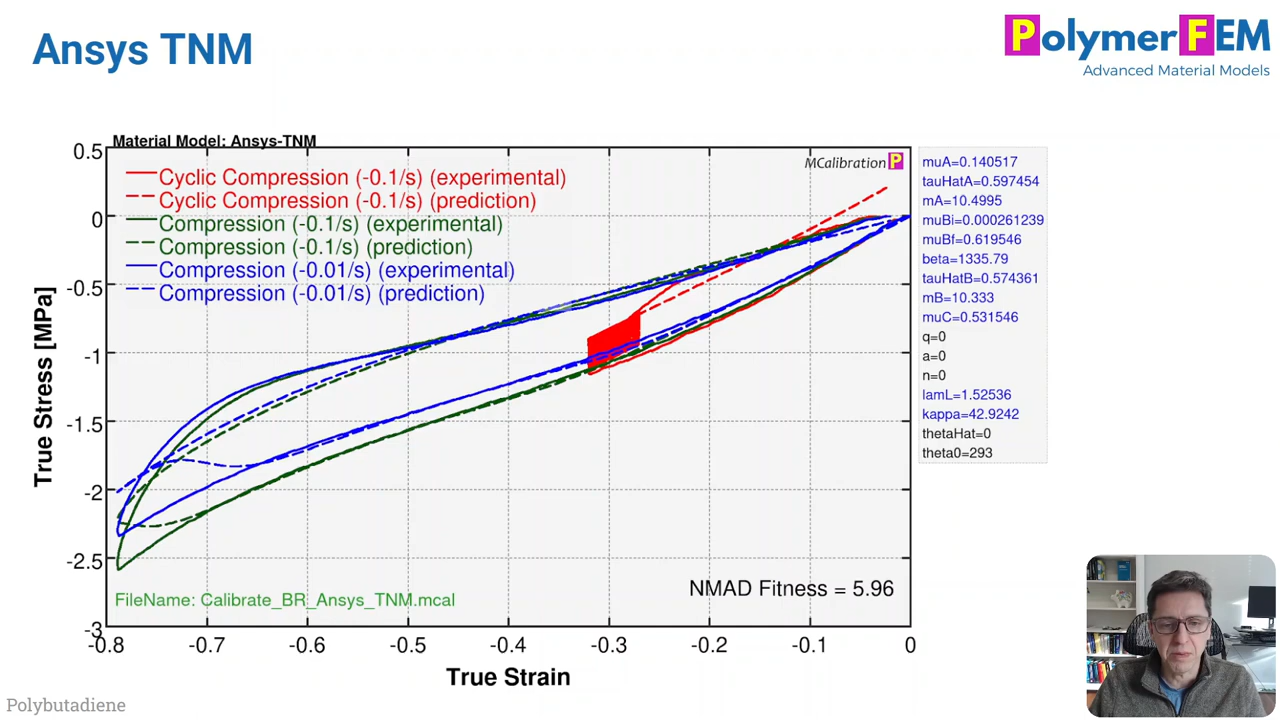 Ansys TNM
PolymerFEM
Advanced Material Models
Material Model: Ansys-TNM
MCalibration P
Cyclic Compression (-0.1/s) (experimental)
Cyclic Compression (-0.1/s) (prediction)
Compression (-0.1/s) (experimental)
Compression (-0.1/s) (prediction)
Compression (-0.01/s) (experimental)
Compression (-0.01/s) (prediction)
0.5
0
-0.5
-1
-1.5
-2
-2.5
-3
True Stress [MPa]
muA=0.140517
tauHatA=0.597454
mA=10.4995
muBi=0.000261239
muBf=0.619546
beta=1335.79
tauHatB=0.574361
mB=10.333
muC=0.531546
q=0
a=0
n=0
lamL=1.52536
kappa=42.9242
thetaHat=0
theta0=293
NMAD Fitness = 5.96
FileName: Calibrate_BR_Ansys_TNM.mcal
-0.8 -0.7 -0.6 -0.5 -0.4 -0.3 -0.2 -0.1 0
True Strain
Polybutadiene